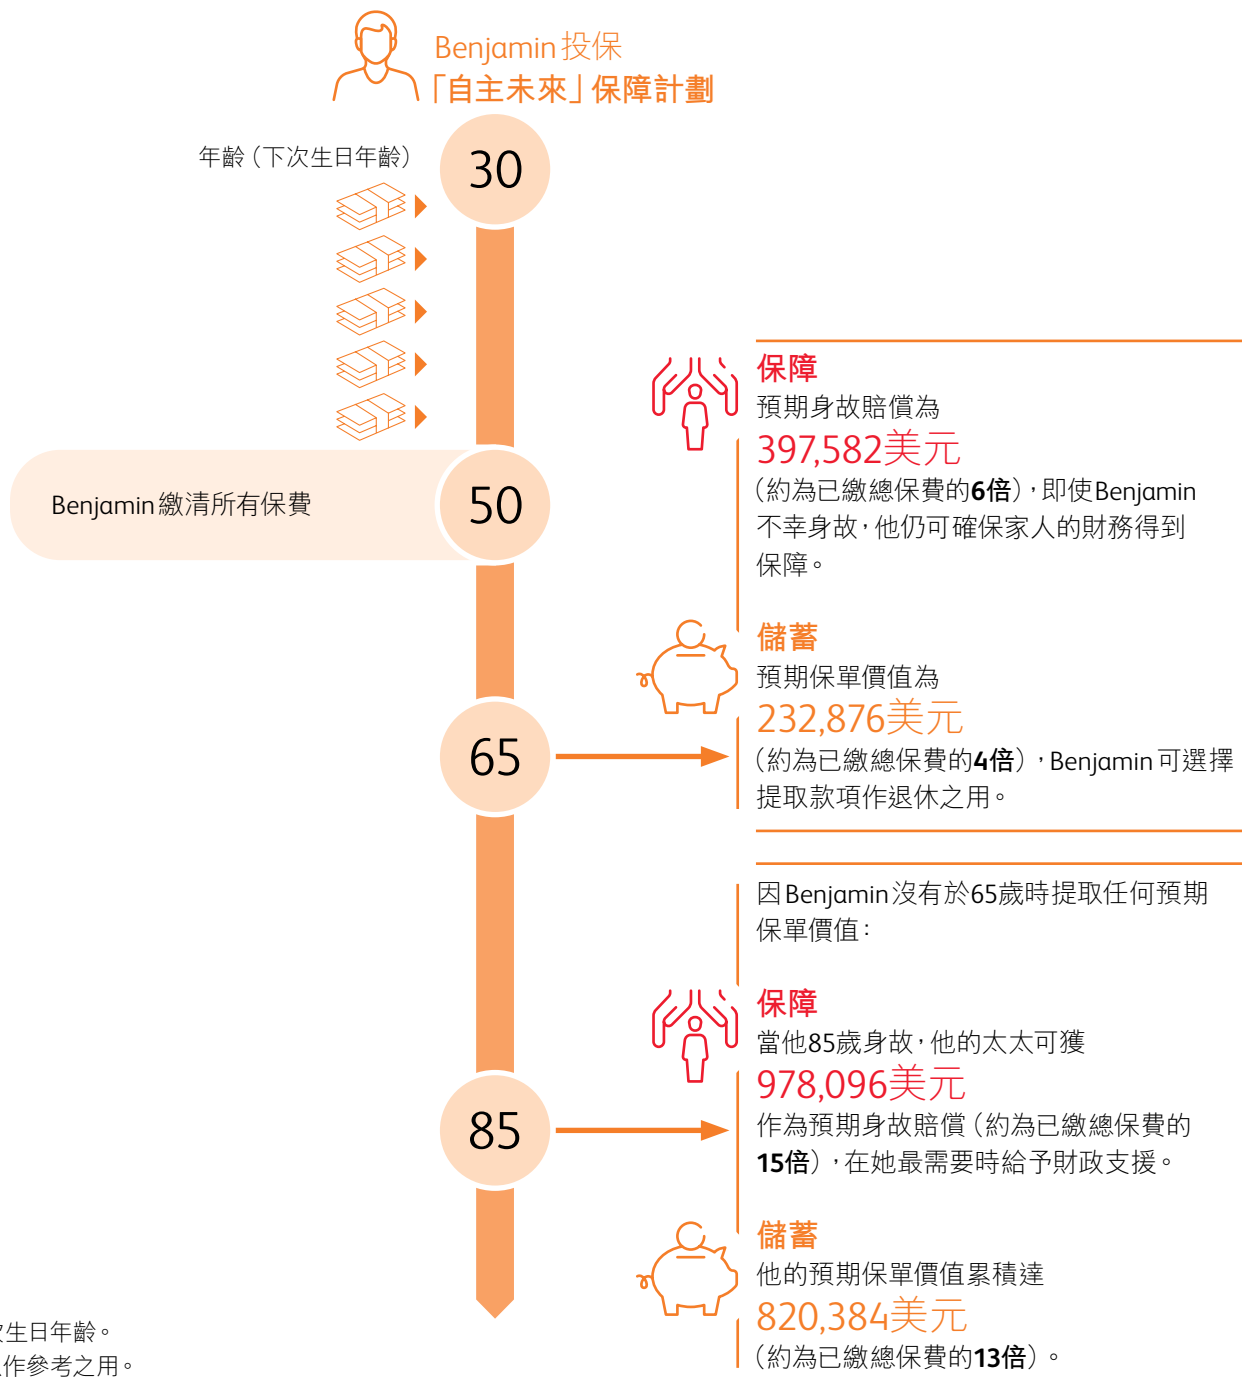 Benjamin投保
「自主未來」保障計劃
年齡（下次生日年齡）
30
Benjamin繳清所有保費
50
保障
預期身故賠償為
397,582美元
（約為已繳總保費的6倍），即使Benjamin
不幸身故，他仍可確保家人的財務得到
保障。
儲蓄
預期保單價值為
232,876美元
（約為已繳總保費的4倍），Benjamin可選擇
提取款項作退休之用。
65
因Benjamin沒有於65歲時提取任何預期
保單價值：
保障
當他85歲身故，他的太太可獲
978,096美元
作為預期身故賠償（約為已繳總保費的
15倍），在她最需要時給予財政支援。
85
儲蓄
他的預期保單價值累積達
820,384美元
（約為已繳總保費的13倍）。
次生日年齡。
作參考之用。